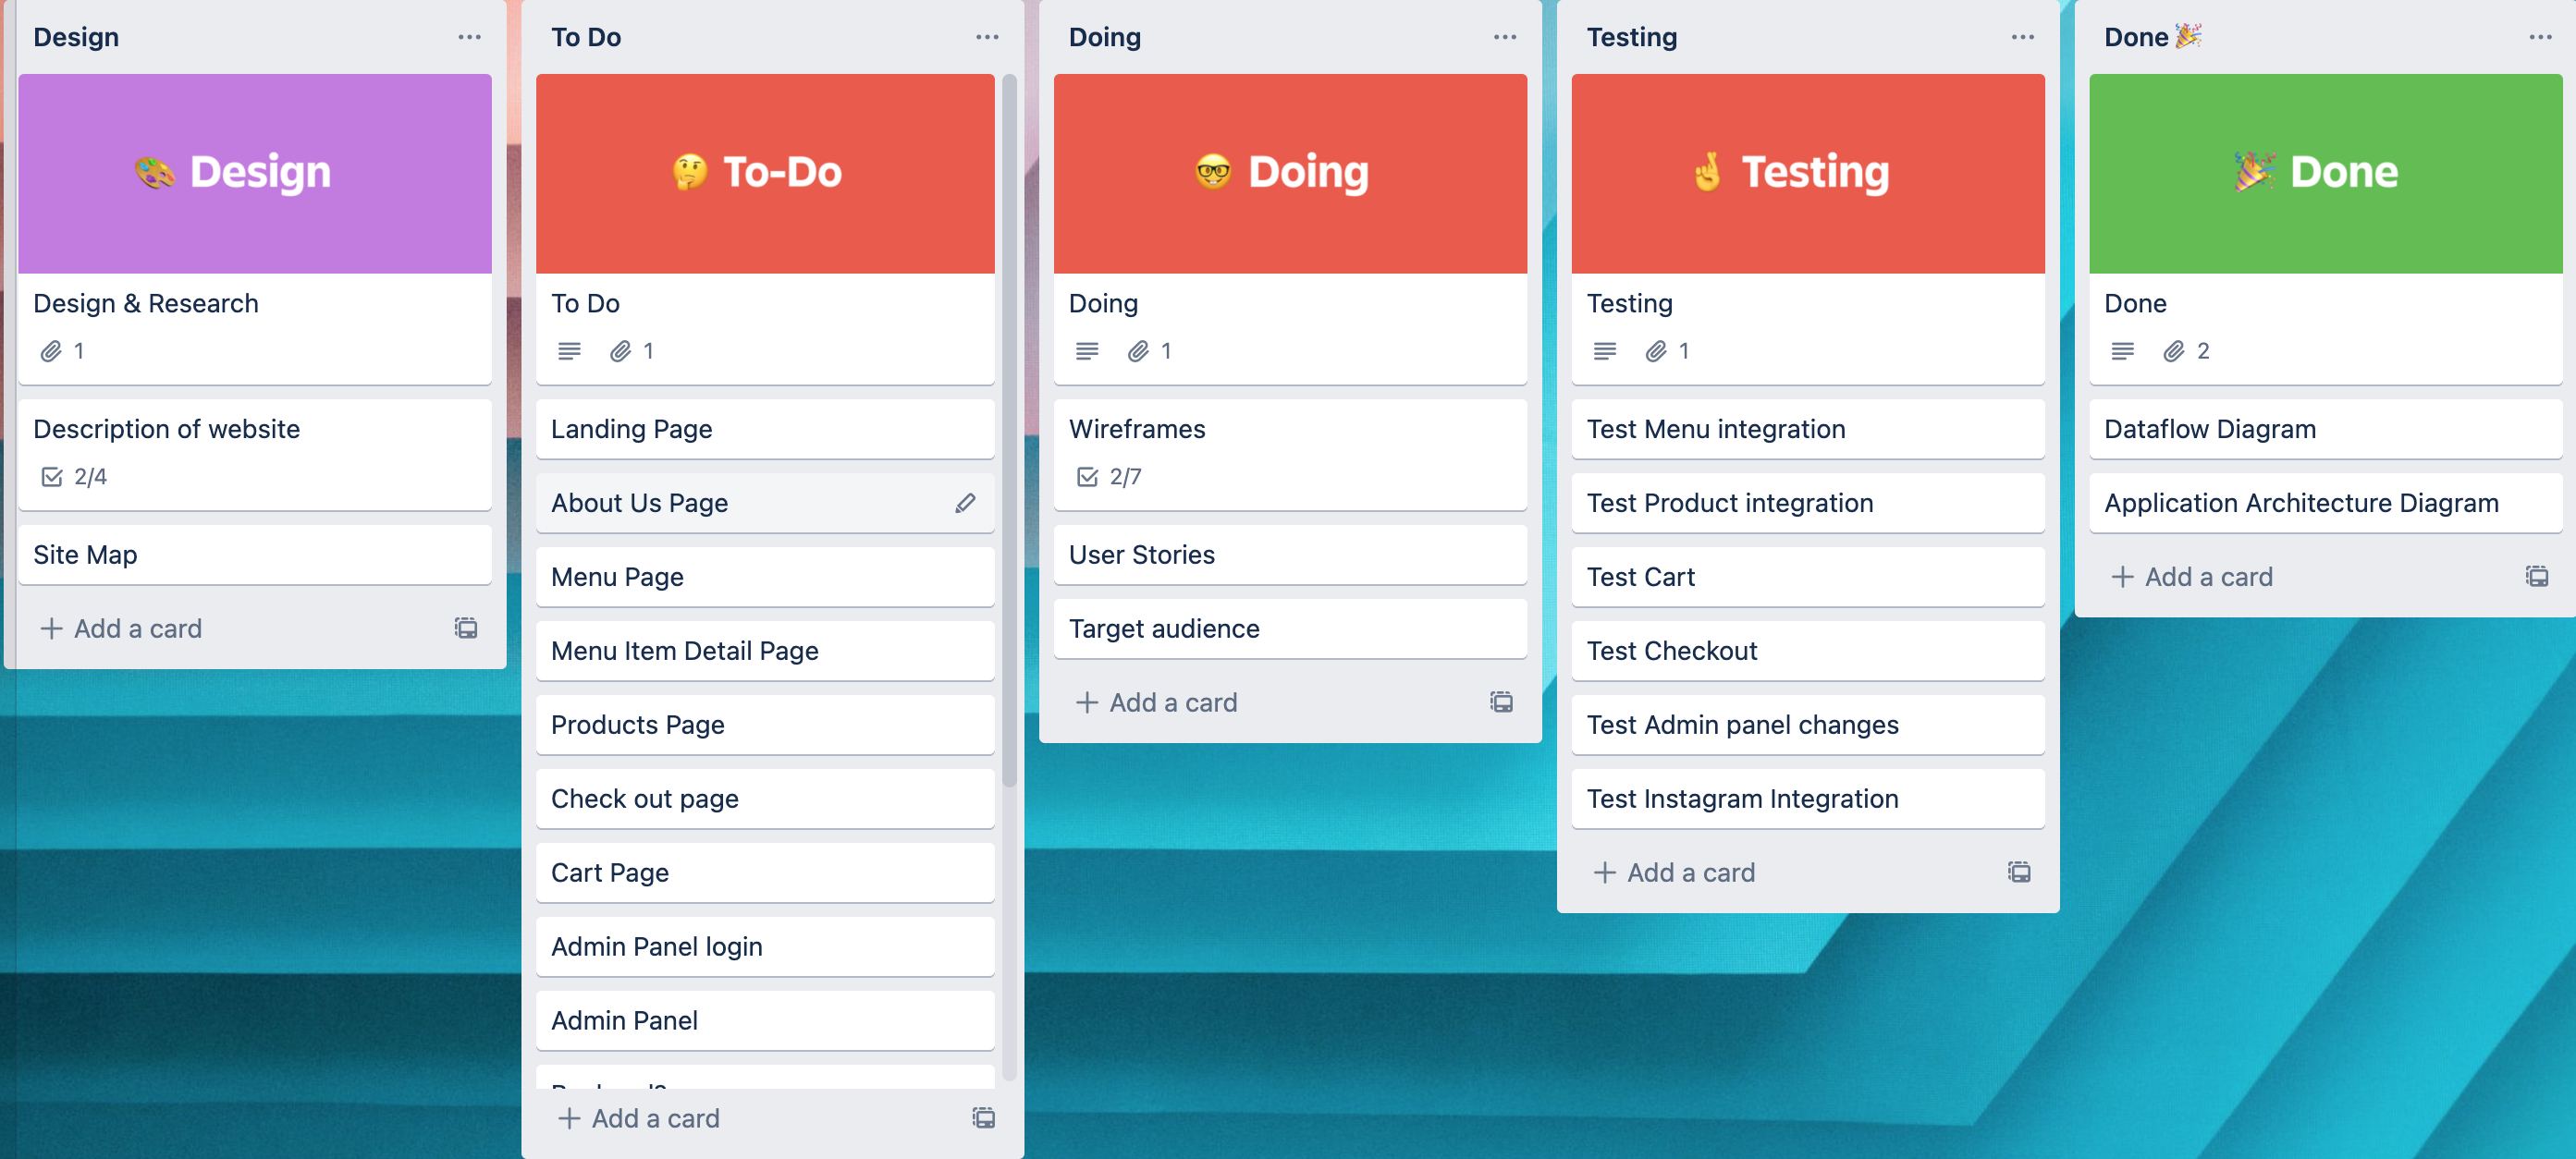 Design
Design
Design & Research
1
Description of website
2/4
Site Map
Add a card
To Do
To-Do
To Do
1
Landing Page
About Us Page
Menu Page
Menu Item Detail Page
Products Page
Check out page
Cart Page
Admin Panel login
Admin Panel
Add a card
Doing
Doing
Doing
1
Wireframes
2/7
User Stories
Target audience
Add a card
Testing
Testing
Testing
1
Test Menu integration
Test Product integration
Test Cart
Test Checkout
Test Admin panel changes
Test Instagram Integration
Add a card
Done
Done
Done
2
Dataflow Diagram
Application Architecture Diagram
Add a card